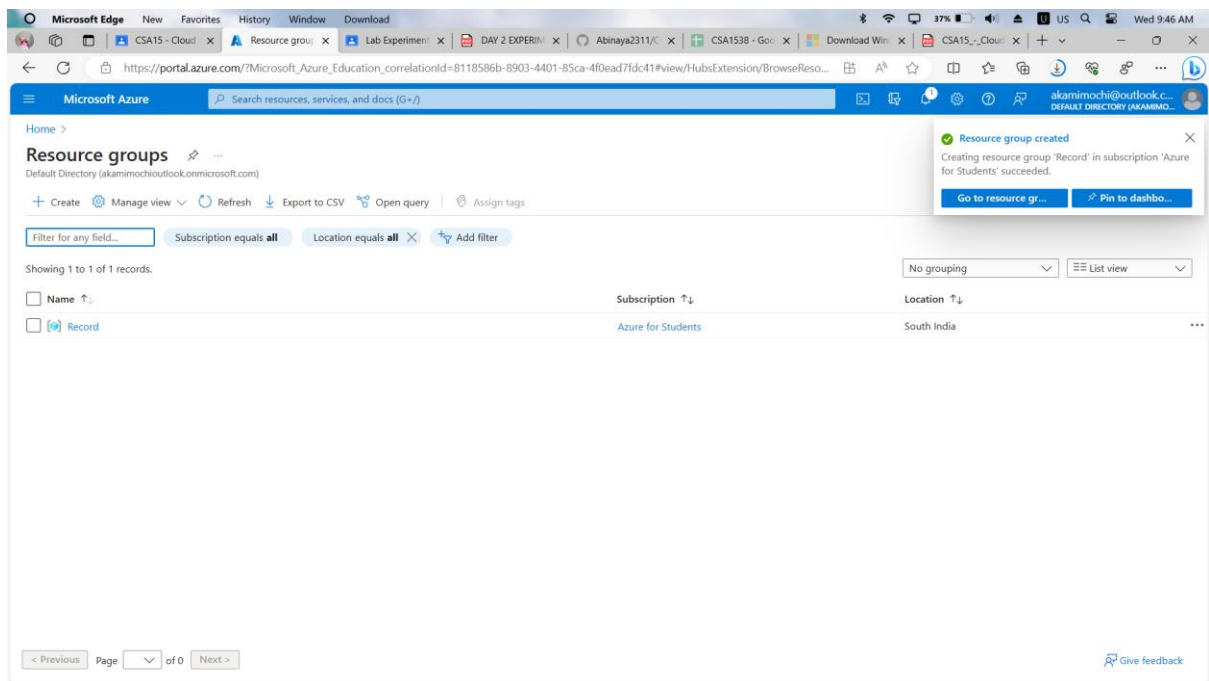 Microsoft Edge New Favorites History Window Download 37% US Wed 9:46 AM
CSA15 - Cloud Resource group Lab Experiment DAY 2 EXPERIM Abinaya2311/C CSA1538 - Goo Download Win CSA15_-_Cloud
https://portal.azure.com/?Microsoft_Azure_Education_correlationId=8118586b-8903-4401-85ca-4f0ead7fdc41#view/HubsExtension/BrowseReso...
Microsoft Azure Search resources, services, and docs (G+/) 1 akamimochi@outlook.c...
DEFAULT DIRECTORY (AKAMIMO...
Home >
Resource groups ...
Default Directory (akamimochioutlook.onmicrosoft.com)
+ Create Manage view Refresh Export to CSV Open query Assign tags
Resource group created
Creating resource group 'Record' in subscription 'Azure
for Students' succeeded.
Go to resource gr... Pin to dashbo...
Filter for any field... Subscription equals all Location equals all Add filter
Showing 1 to 1 of 1 records. No grouping List view
Name ↑↓ Subscription ↑↓ Location ↑↓
Record Azure for Students South India ...
< Previous Page of 0 Next > Give feedback